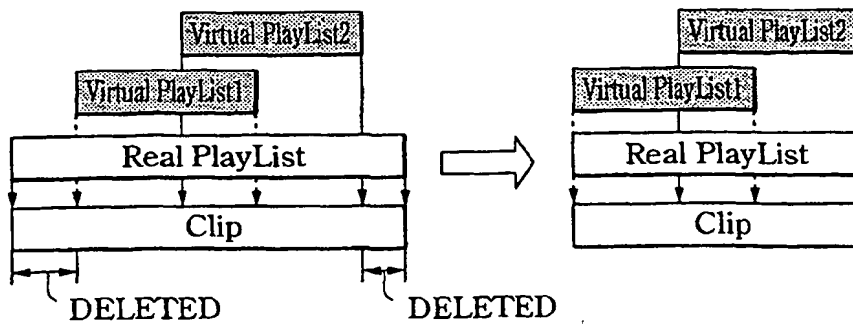 Virtual PlayList2
Virtual PlayList1
Real PlayList
Clip
DELETED
DELETED
Virtual PlayList2
Virtual PlayList1
Real PlayList
Clip